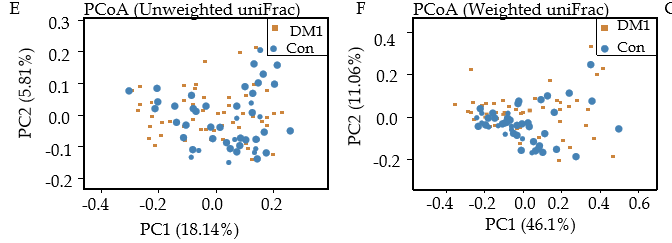 E
PCoA (Unweighted uniFrac)
DM1
Con
PC2 (5.81%)
0.3
0.2
0.1
0.0
-0.1
-0.2
-0.4
-0.2
0.0
0.2
PC1 (18.14%)
F
PCoA (Weighted uniFrac)
DM1
Con
PC2 (11.06%)
0.4
0.2
0.0
-0.2
-0.4
-0.2
0.0
0.2
0.4
0.6
PC1 (46.1%)